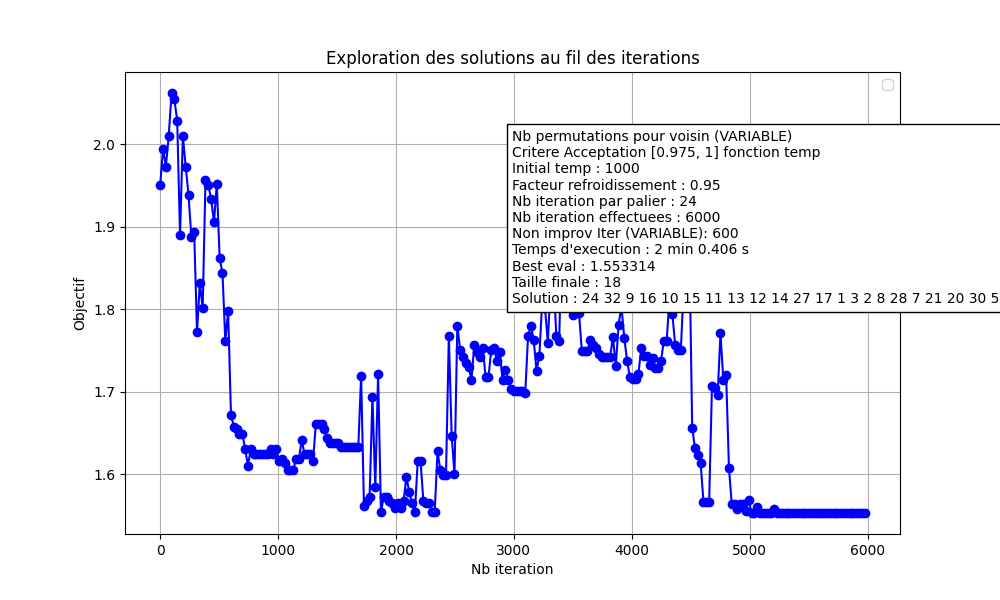 Exploration des solutions au fil des iterations
2.0
1.9
1.8
1.7
1.6
Objectif
Nb permutations pour voisin (VARIABLE)
Critere Acceptation [0.975, 1] fonction temp
Initial temp : 1000
Facteur refroidissement : 0.95
Nb iteration par palier : 24
Nb iteration effectuees : 6000
Non improv Iter (VARIABLE): 600
Temps d'execution : 2 min 0.406 s
Best eval : 1.553314
Taille finale : 18
Solution : 24 32 9 16 10 15 11 13 12 14 27 17 1 3 2 8 28 7 21 20 30 5
0 1000 2000 3000 4000 5000 6000
Nb iteration